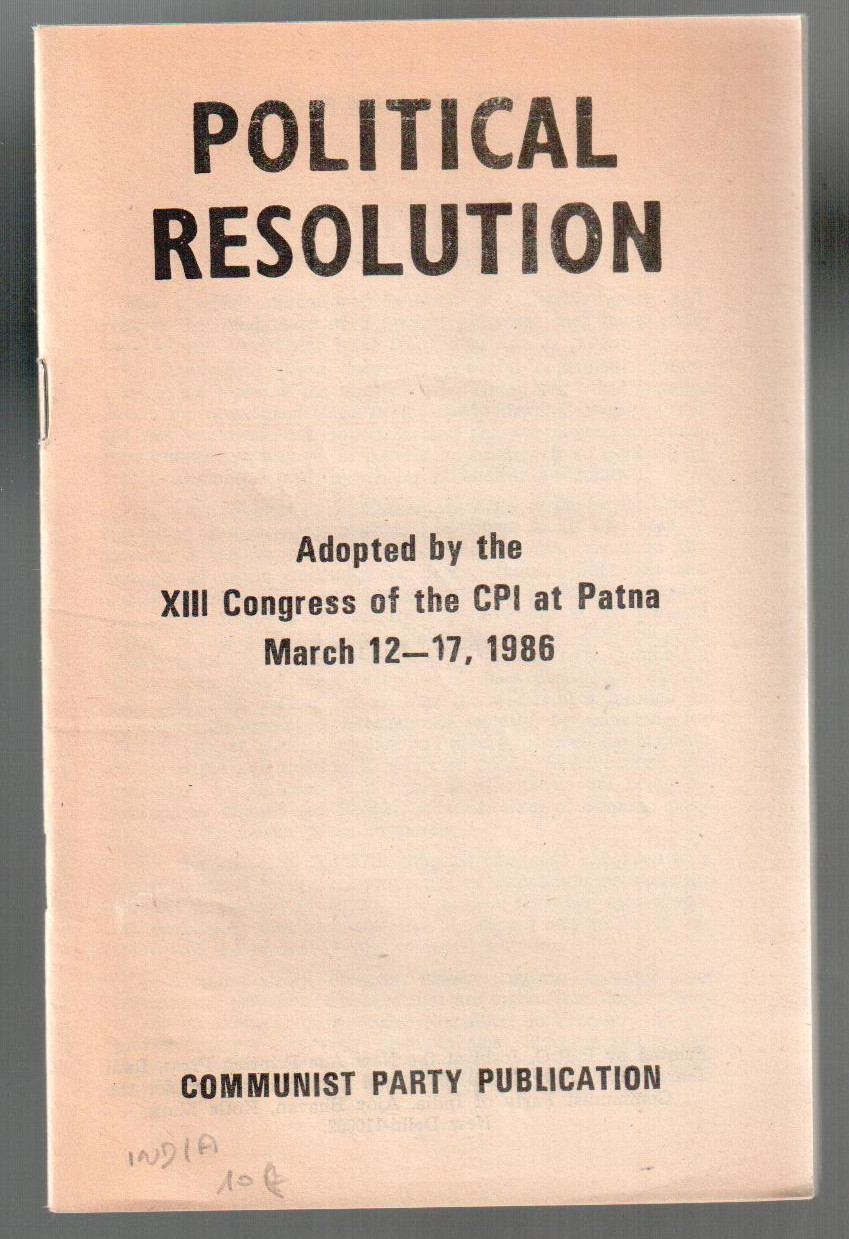 POLITICAL
RESOLUTION
Adopted by the
XIII Congress of the CPI at Patna
March 12—17, 1986
COMMUNIST PARTY PUBLICATION
INDIA
10 €